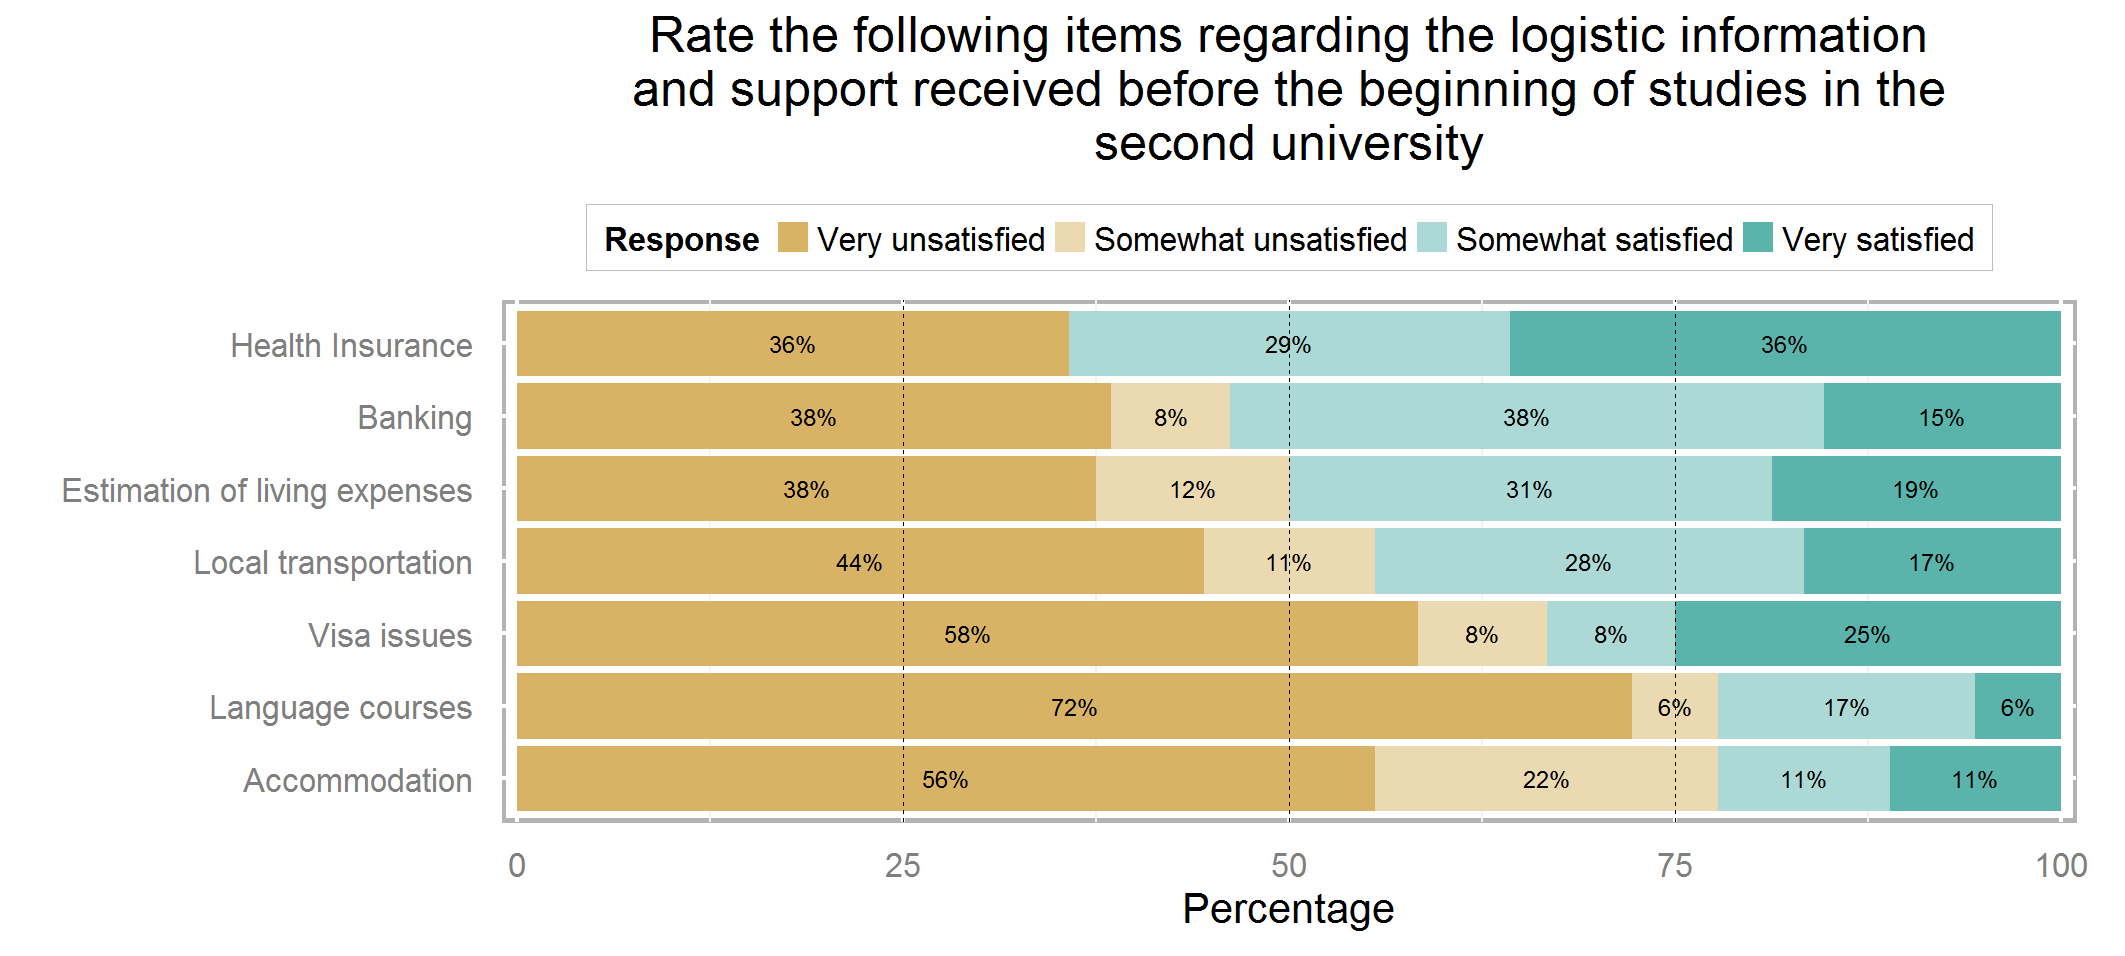 Rate the following items regarding the logistic information
and support received before the beginning of studies in the
second university
Response Very unsatisfied Somewhat unsatisfied Somewhat satisfied Very satisfied
Health Insurance 36% 29% 36%
Banking 38% 8% 38% 15%
Estimation of living expenses 38% 12% 31% 19%
Local transportation 44% 11% 28% 17%
Visa issues 58% 8% 8% 25%
Language courses 72% 6% 17% 6%
Accommodation 56% 22% 11% 11%
0 25 50 75 100
Percentage